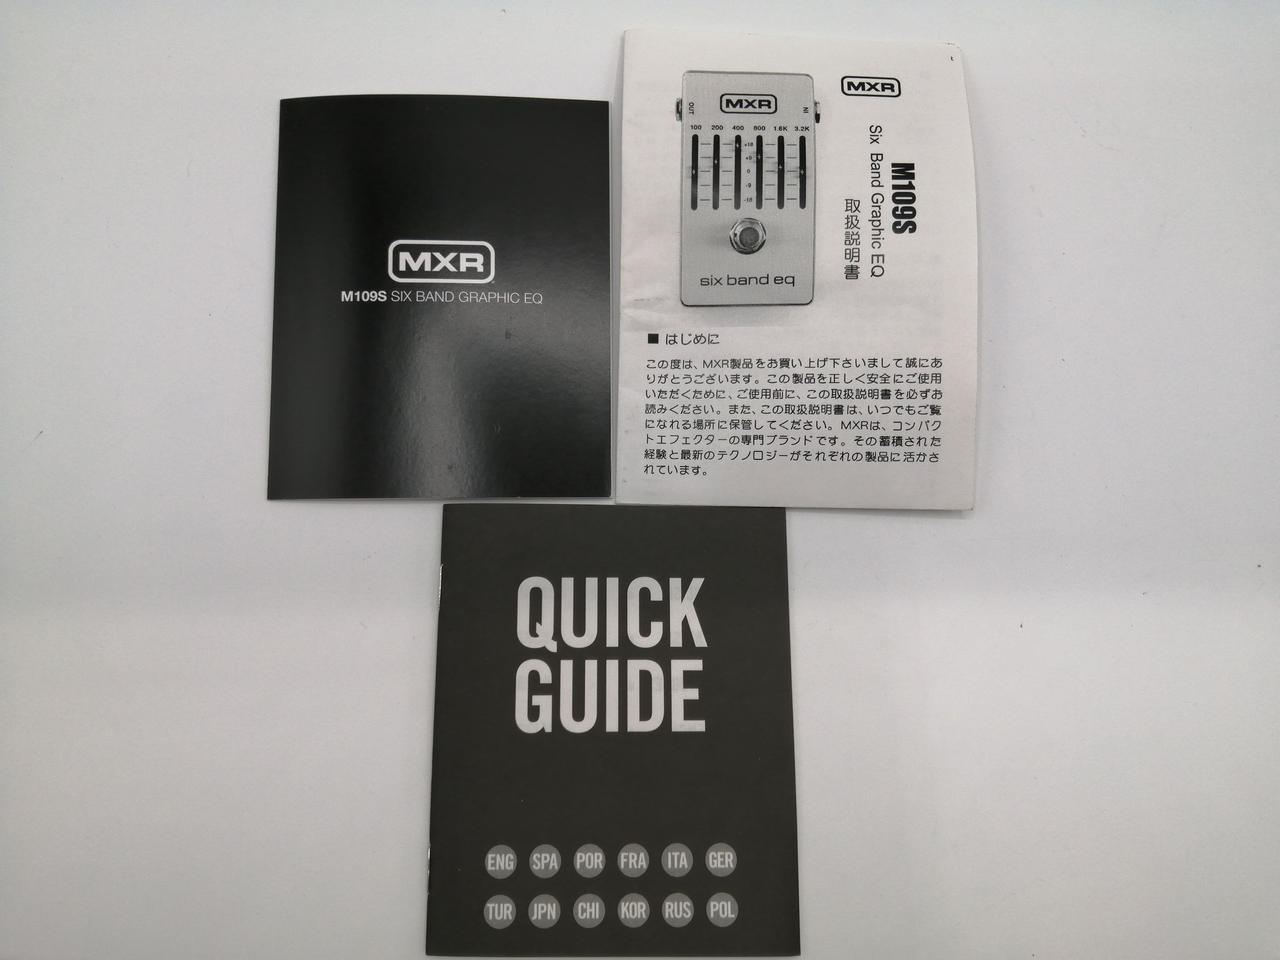 MXR
M109S SIX BAND GRAPHIC EQ
MXR
OUT
IN
100 200 400 800 1.6K 3.2K
+18
+9
0
-9
-18
six band eq
MXR
M109S
Six Band Graphic EQ
取扱説明書
■ はじめに
この度は、MXR製品をお買い上げ下さいまして誠にあ
りがとうございます。この製品を正しく安全にご使用
いただくために、ご使用前に、この取扱説明書を必ずお
読みください。また、この取扱説明書は、いつでもご覧
になれる場所に保管してください。MXRは、コンパク
トエフェクターの専門ブランドです。その蓄積された
経験と最新のテクノロジーがそれぞれの製品に活かさ
れています。
QUICK
GUIDE
ENG SPA POR FRA ITA GER
TUR JPN CHI KOR RUS POL